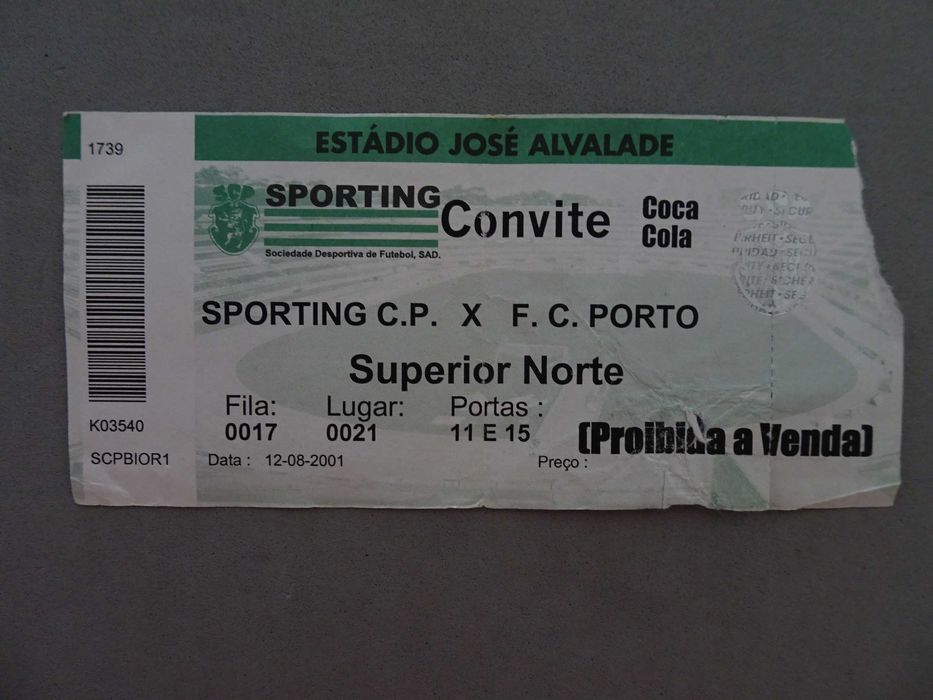 1739
ESTÁDIO JOSÉ ALVALADE
SCP
SPORTING
Sociedade Desportiva de Futebol, SAD.
Convite
Coca
Cola
SPORTING C.P. X F. C. PORTO
Superior Norte
Fila: Lugar: Portas :
0017 0021 11 E 15
(Proibida a Venda)
Data : 12-08-2001 Preço :
K03540
SCPBIOR1